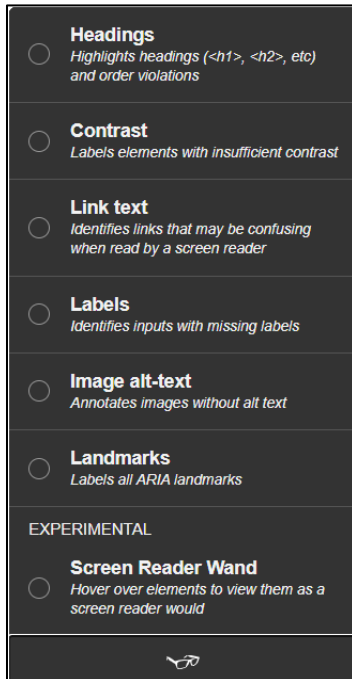 Headings
Highlights headings (<h1>, <h2>, etc)
and order violations
Contrast
Labels elements with insufficient contrast
Link text
Identifies links that may be confusing
when read by a screen reader
Labels
Identifies inputs with missing labels
Image alt-text
Annotates images without alt text
Landmarks
Labels all ARIA landmarks
EXPERIMENTAL
Screen Reader Wand
Hover over elements to view them as a
screen reader would